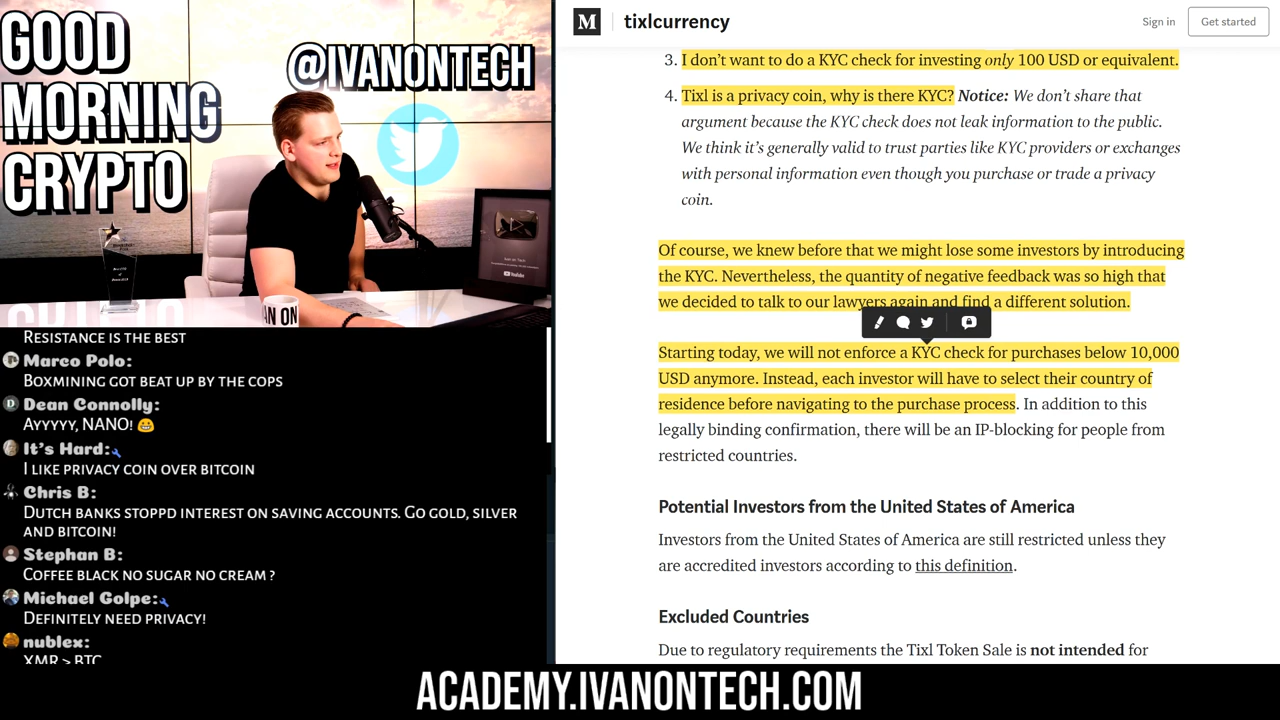 GOOD
MORNING
CRYPTO
@IVANONTECH
AN ON
YouTube
RESISTANCE IS THE BEST
Marco Polo:
BOXMINING GOT BEAT UP BY THE COPS
Dean Connolly:
AYYYYY, NANO! 😁
It's Hard:
I LIKE PRIVACY COIN OVER BITCOIN
Chris B:
DUTCH BANKS STOPPD INTEREST ON SAVING ACCOUNTS. GO GOLD, SILVER
AND BITCOIN!
Stephan B:
COFFEE BLACK NO SUGAR NO CREAM ?
Michael Golpe:
DEFINITELY NEED PRIVACY!
nublex:
XMR > BTC
M tixlcurrency
Sign in Get started
3. I don't want to do a KYC check for investing only 100 USD or equivalent.
4. Tixl is a privacy coin, why is there KYC? Notice: We don't share that
argument because the KYC check does not leak information to the public.
We think it's generally valid to trust parties like KYC providers or exchanges
with personal information even though you purchase or trade a privacy
coin.
Of course, we knew before that we might lose some investors by introducing
the KYC. Nevertheless, the quantity of negative feedback was so high that
we decided to talk to our lawyers again and find a different solution.
Starting today, we will not enforce a KYC check for purchases below 10,000
USD anymore. Instead, each investor will have to select their country of
residence before navigating to the purchase process. In addition to this
legally binding confirmation, there will be an IP-blocking for people from
restricted countries.
Potential Investors from the United States of America
Investors from the United States of America are still restricted unless they
are accredited investors according to this definition.
Excluded Countries
Due to regulatory requirements the Tixl Token Sale is not intended for
ACADEMY.IVANONTECH.COM